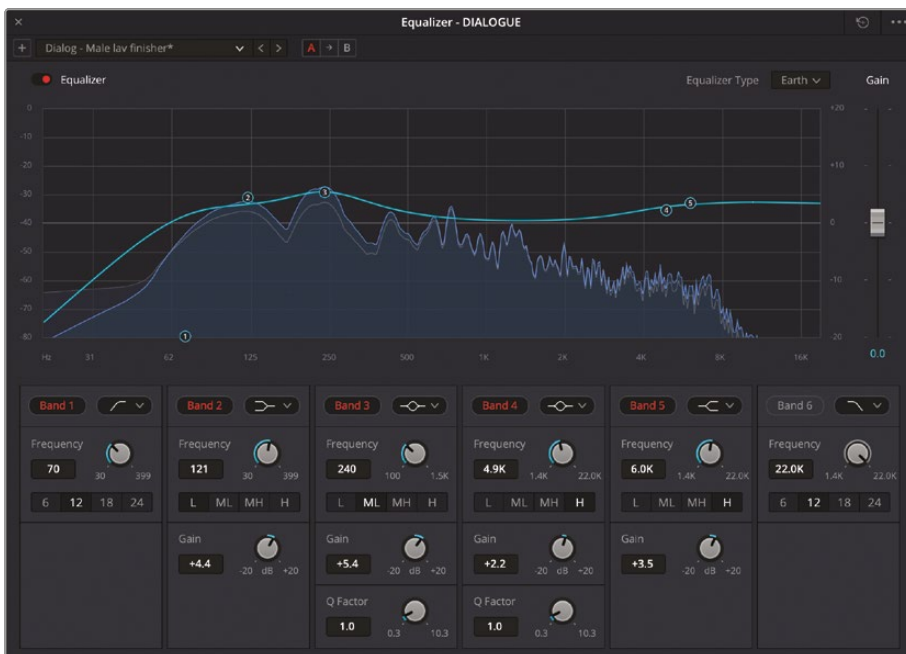 Equalizer - DIALOGUE
Dialog - Male lav finisher*
A B
Equalizer
Equalizer Type Earth Gain
0 +20
-10
-20 +10
-30
-40 0
-50
-60 -10
-70
-80 -20
1 2 3 4 5
Hz 31 62 125 250 500 1K 2K 4K 8K 16K 0.0
Band 1 Band 2 Band 3 Band 4 Band 5 Band 6
Frequency Frequency Frequency Frequency Frequency Frequency
70 30 399 121 30 399 240 100 1.5K 4.9K 1.4K 22.0K 6.0K 1.4K 22.0K 22.0K 1.4K 22.0K
6 12 18 24 L ML MH H L ML MH H L ML MH H L ML MH H 6 12 18 24
Gain Gain Gain Gain
+4.4 -20 dB +20 +5.4 -20 dB +20 +2.2 -20 dB +20 +3.5 -20 dB +20
Q Factor Q Factor
1.0 0.3 10.3 1.0 0.3 10.3